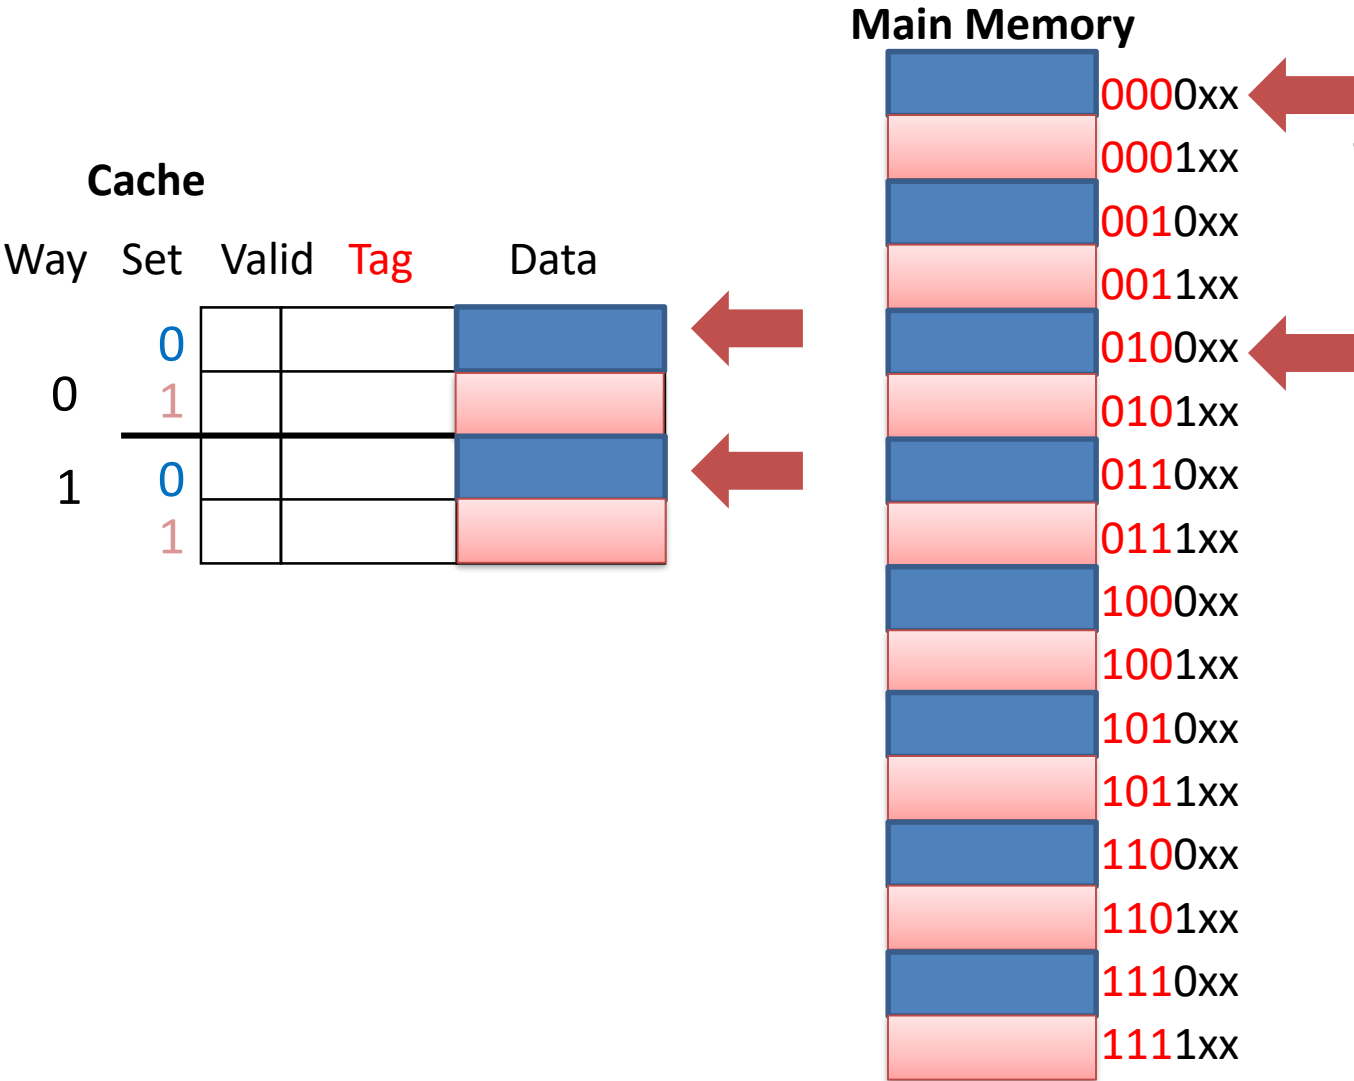 Main Memory
Cache
Way Set Valid Tag Data
0
0
1
1
0
1
0000xx
0001xx
0010xx
0011xx
0100xx
0101xx
0110xx
0111xx
1000xx
1001xx
1010xx
1011xx
1100xx
1101xx
1110xx
1111xx